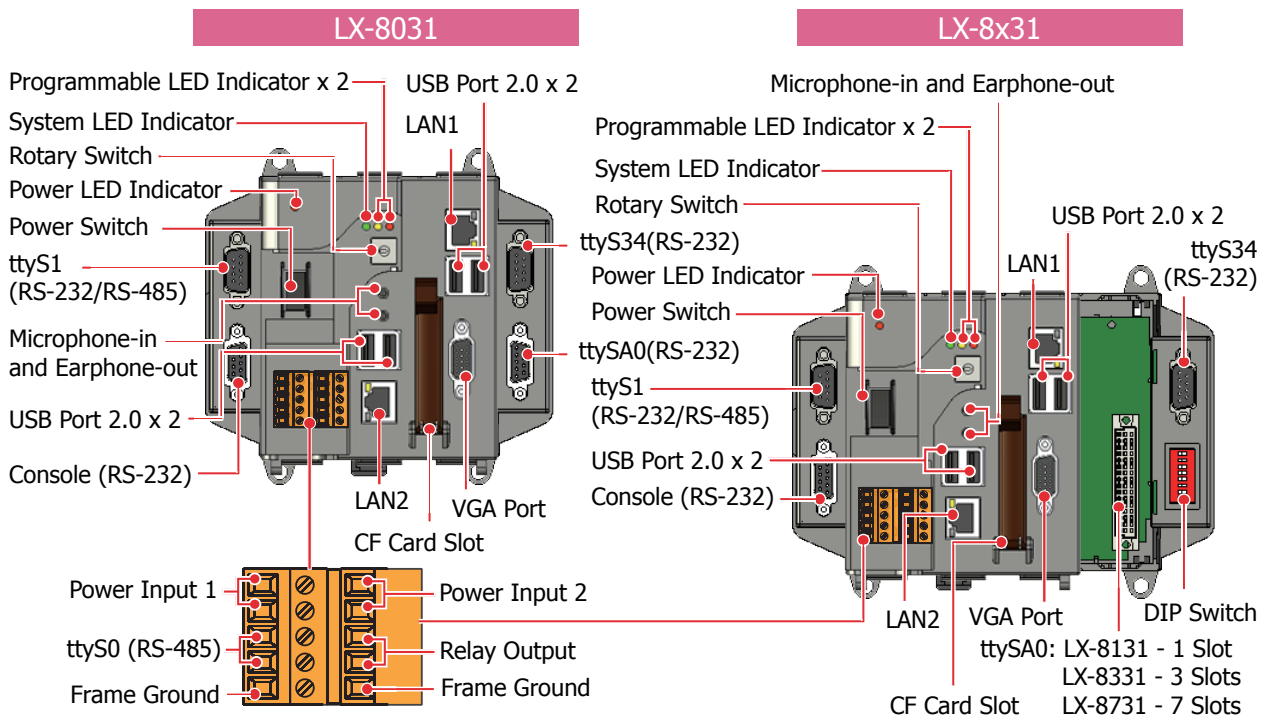 LX-8031
Programmable LED Indicator x 2
USB Port 2.0 x 2
System LED Indicator
LAN1
Rotary Switch
Power LED Indicator
Power Switch
ttyS34(RS-232)
ttyS1
(RS-232/RS-485)
Microphone-in
and Earphone-out
ttySA0(RS-232)
USB Port 2.0 x 2
Console (RS-232)
LAN2
VGA Port
CF Card Slot
Power Input 1
Power Input 2
ttyS0 (RS-485)
Relay Output
Frame Ground
Frame Ground
LX-8x31
Microphone-in and Earphone-out
Programmable LED Indicator x 2
System LED Indicator
Rotary Switch
USB Port 2.0 x 2
ttyS34
(RS-232)
LAN1
Power LED Indicator
Power Switch
ttyS1
(RS-232/RS-485)
USB Port 2.0 x 2
Console (RS-232)
LAN2
VGA Port
DIP Switch
CF Card Slot
ttySA0: LX-8131 - 1 Slot
LX-8331 - 3 Slots
LX-8731 - 7 Slots